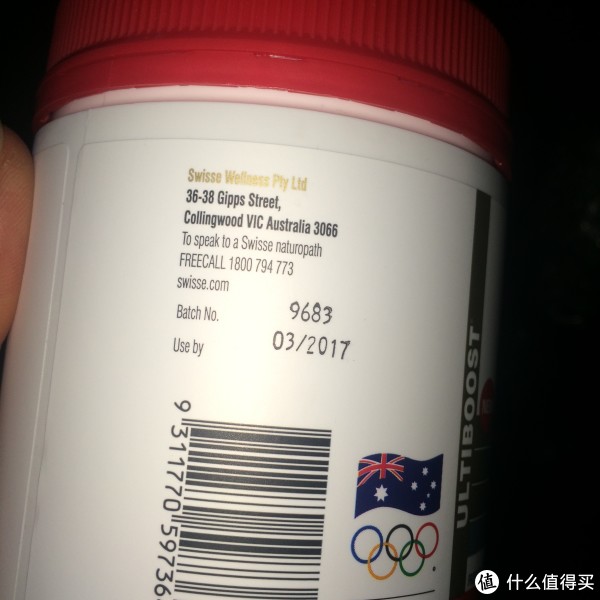 Swisse Wellness Pty Ltd
36-38 Gipps Street,
Collingwood VIC Australia 3066
To speak to a Swisse naturopath
FREECALL 1800 794 773
swisse.com
Batch No. 9683
Use by 03/2017
ULTIBOOST
值 什么值得买